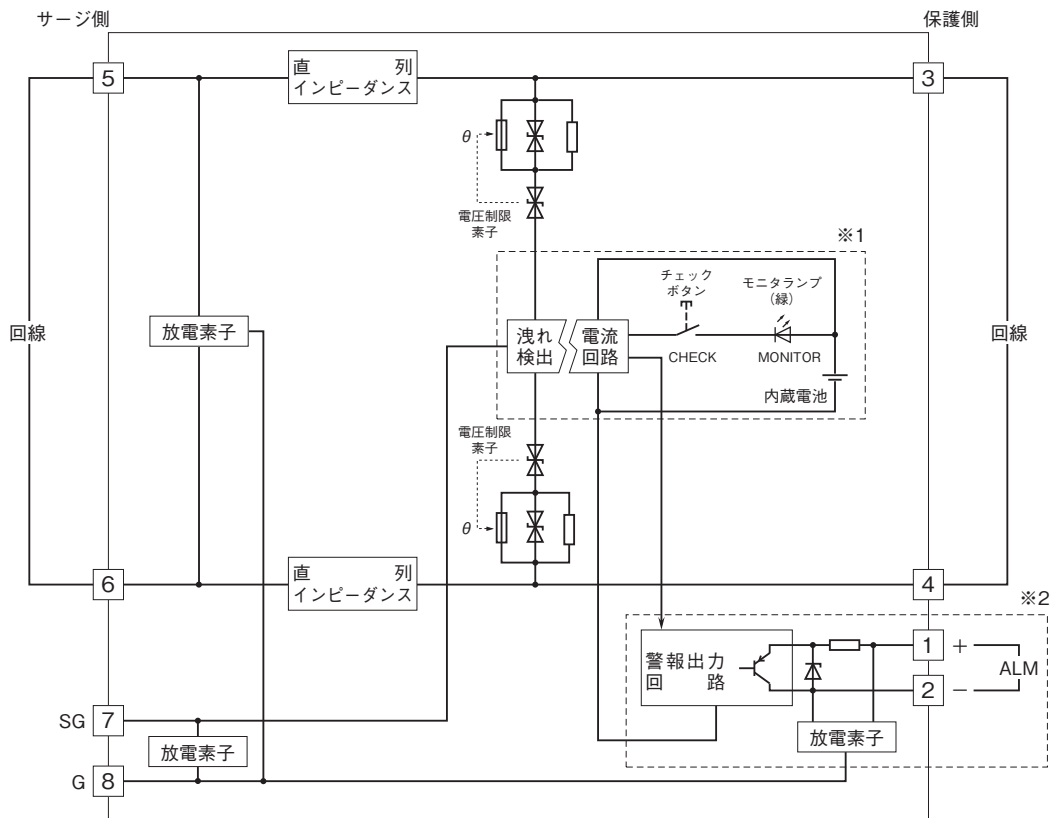 サージ側
保護側
5
直列
インピーダンス
3
θ
電圧制限
素子
※1
チェック
ボタン
モニタランプ
(緑)
回線
放電素子
洩れ
検出
電流
回路
CHECK
MONITOR
内蔵電池
回線
電圧制限
素子
θ
6
直列
インピーダンス
4
※2
警報出力
回路
1
+
ALM
2
−
SG
7
放電素子
放電素子
G
8